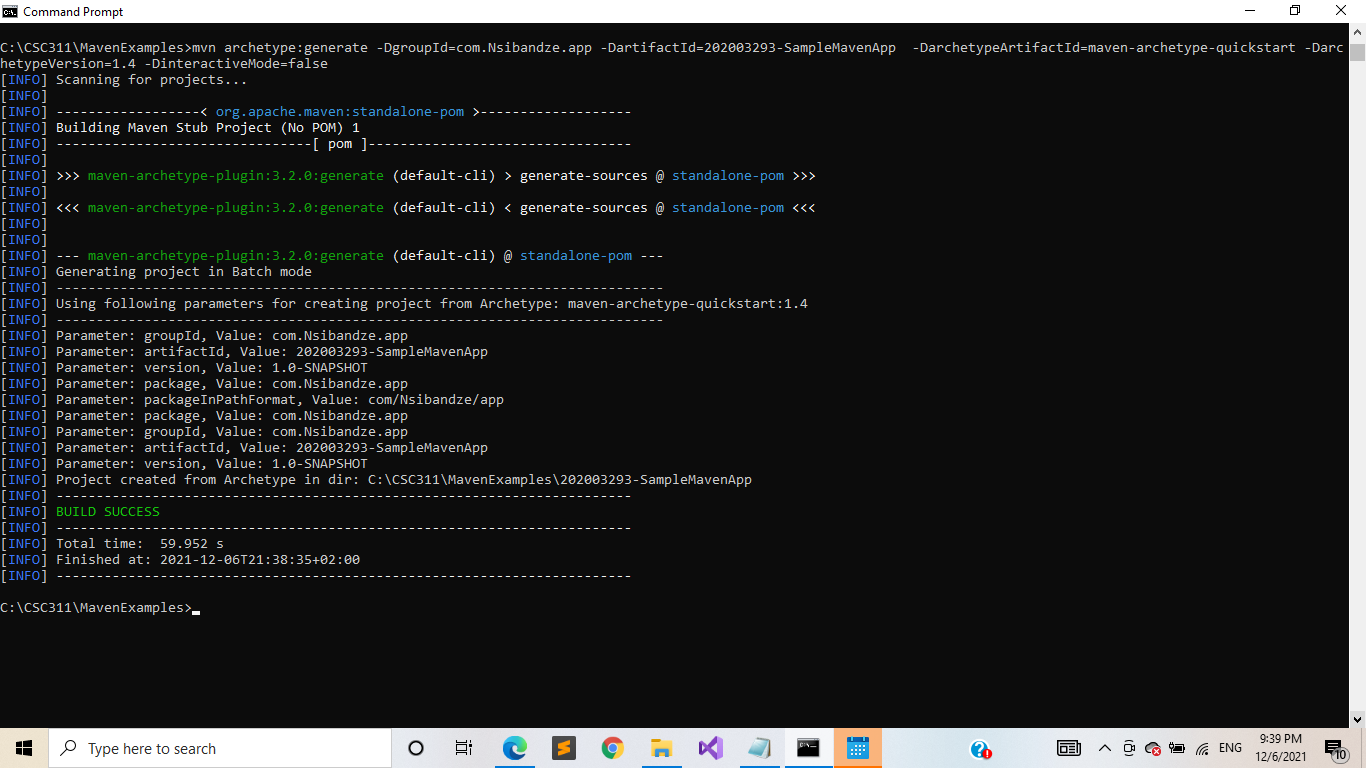 Command Prompt
C:\CSC311\MavenExamples>mvn archetype:generate -DgroupId=com.Nsibandze.app -DartifactId=202003293-SampleMavenApp  -DarchetypeArtifactId=maven-archetype-quickstart -Darc
hetypeVersion=1.4 -DinteractiveMode=false
[INFO] Scanning for projects...
[INFO]
[INFO] ------------------< org.apache.maven:standalone-pom >-------------------
[INFO] Building Maven Stub Project (No POM) 1
[INFO] --------------------------------[ pom ]---------------------------------
[INFO]
[INFO] >>> maven-archetype-plugin:3.2.0:generate (default-cli) > generate-sources @ standalone-pom >>>
[INFO]
[INFO] <<< maven-archetype-plugin:3.2.0:generate (default-cli) < generate-sources @ standalone-pom <<<
[INFO]
[INFO]
[INFO] --- maven-archetype-plugin:3.2.0:generate (default-cli) @ standalone-pom ---
[INFO] Generating project in Batch mode
[INFO] ----------------------------------------------------------------------------
[INFO] Using following parameters for creating project from Archetype: maven-archetype-quickstart:1.4
[INFO] ----------------------------------------------------------------------------
[INFO] Parameter: groupId, Value: com.Nsibandze.app
[INFO] Parameter: artifactId, Value: 202003293-SampleMavenApp
[INFO] Parameter: version, Value: 1.0-SNAPSHOT
[INFO] Parameter: package, Value: com.Nsibandze.app
[INFO] Parameter: packageInPathFormat, Value: com/Nsibandze/app
[INFO] Parameter: package, Value: com.Nsibandze.app
[INFO] Parameter: groupId, Value: com.Nsibandze.app
[INFO] Parameter: artifactId, Value: 202003293-SampleMavenApp
[INFO] Parameter: version, Value: 1.0-SNAPSHOT
[INFO] Project created from Archetype in dir: C:\CSC311\MavenExamples\202003293-SampleMavenApp
[INFO] ------------------------------------------------------------------------
[INFO] BUILD SUCCESS
[INFO] ------------------------------------------------------------------------
[INFO] Total time:  59.952 s
[INFO] Finished at: 2021-12-06T21:38:35+02:00
[INFO] ------------------------------------------------------------------------
C:\CSC311\MavenExamples>
Type here to search
ENG
9:39 PM
12/6/2021
10